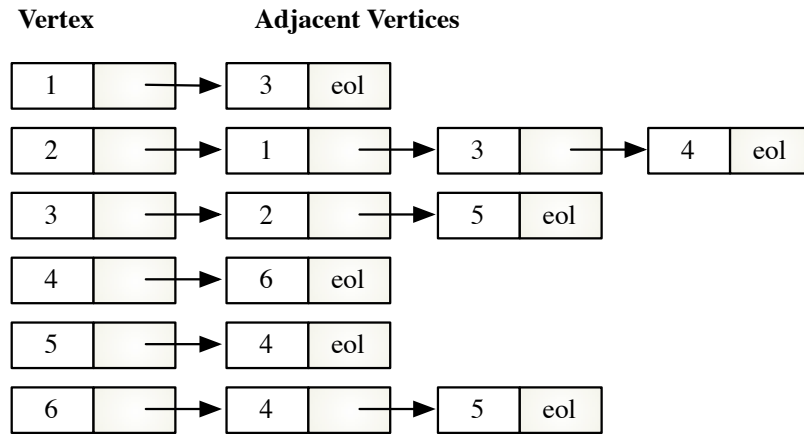 Vertex Adjacent Vertices
1 3 eol
2 1 3 4 eol
3 2 5 eol
4 6 eol
5 4 eol
6 4 5 eol